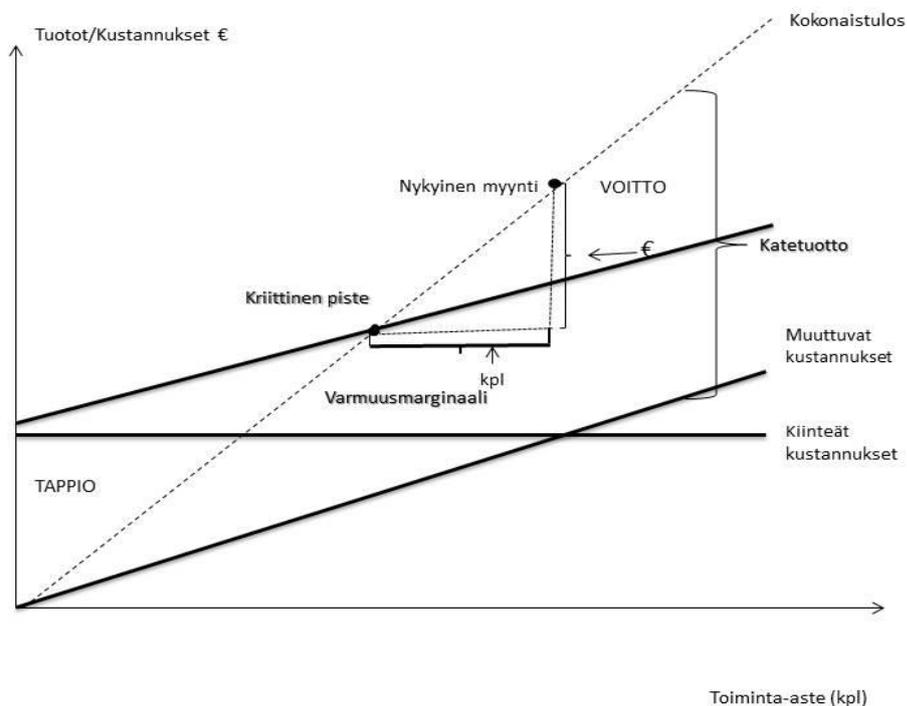 Kokonaistulos
Tuotot/Kustannukset €
Nykyinen myynti
VOITTO
€
Katetuotto
Kriittinen piste
Muuttuvat
kustannukset
kpl
Varmuusmarginaali
Kiinteät
kustannukset
TAPPIO
Toiminta-aste (kpl)